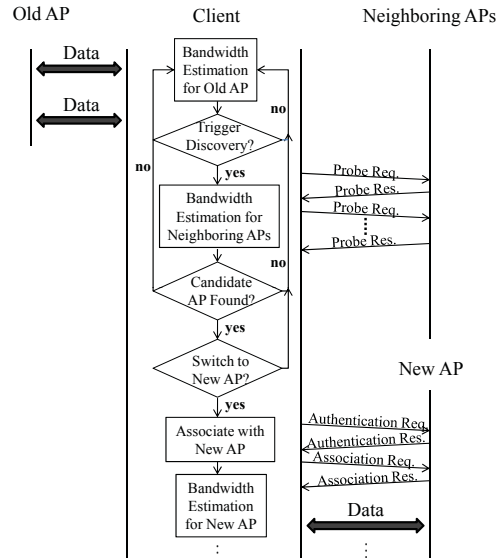 Old AP
Client
Neighboring APs
Data
Data
Bandwidth
Estimation
for Old AP
no
Trigger
Discovery?
no
yes
Probe Req.
Probe Res.
Probe Req.
Probe Res.
Bandwidth
Estimation for
Neighboring APs
no
Candidate
AP Found?
yes
Switch to
New AP?
New AP
yes
Authentication Req.
Authentication Res.
Association Req.
Association Res.
Associate with
New AP
Bandwidth
Estimation
for New AP
Data